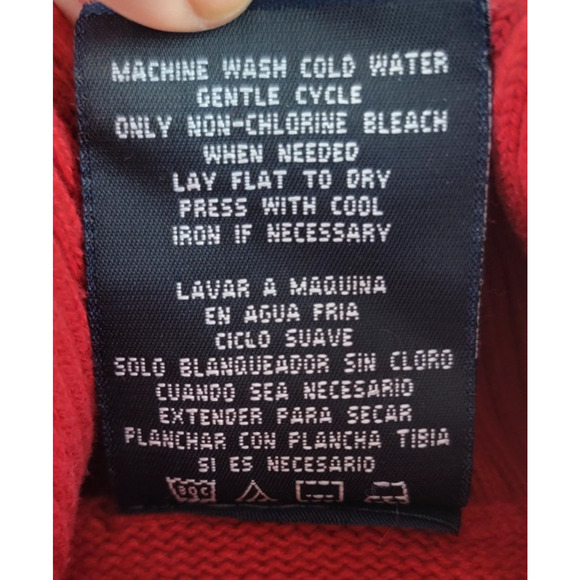 MACHINE WASH COLD WATER
GENTLE CYCLE
ONLY NON-CHLORINE BLEACH
WHEN NEEDED
LAY FLAT TO DRY
PRESS WITH COOL
IRON IF NECESSARY
LAVAR A MAQUINA
EN AGUA FRIA
CICLO SUAVE
SOLO BLANQUEADOR SIN CLORO
CUANDO SEA NECESARIO
EXTENDER PARA SECAR
PLANCHAR CON PLANCHA TIBIA
SI ES NECESARIO